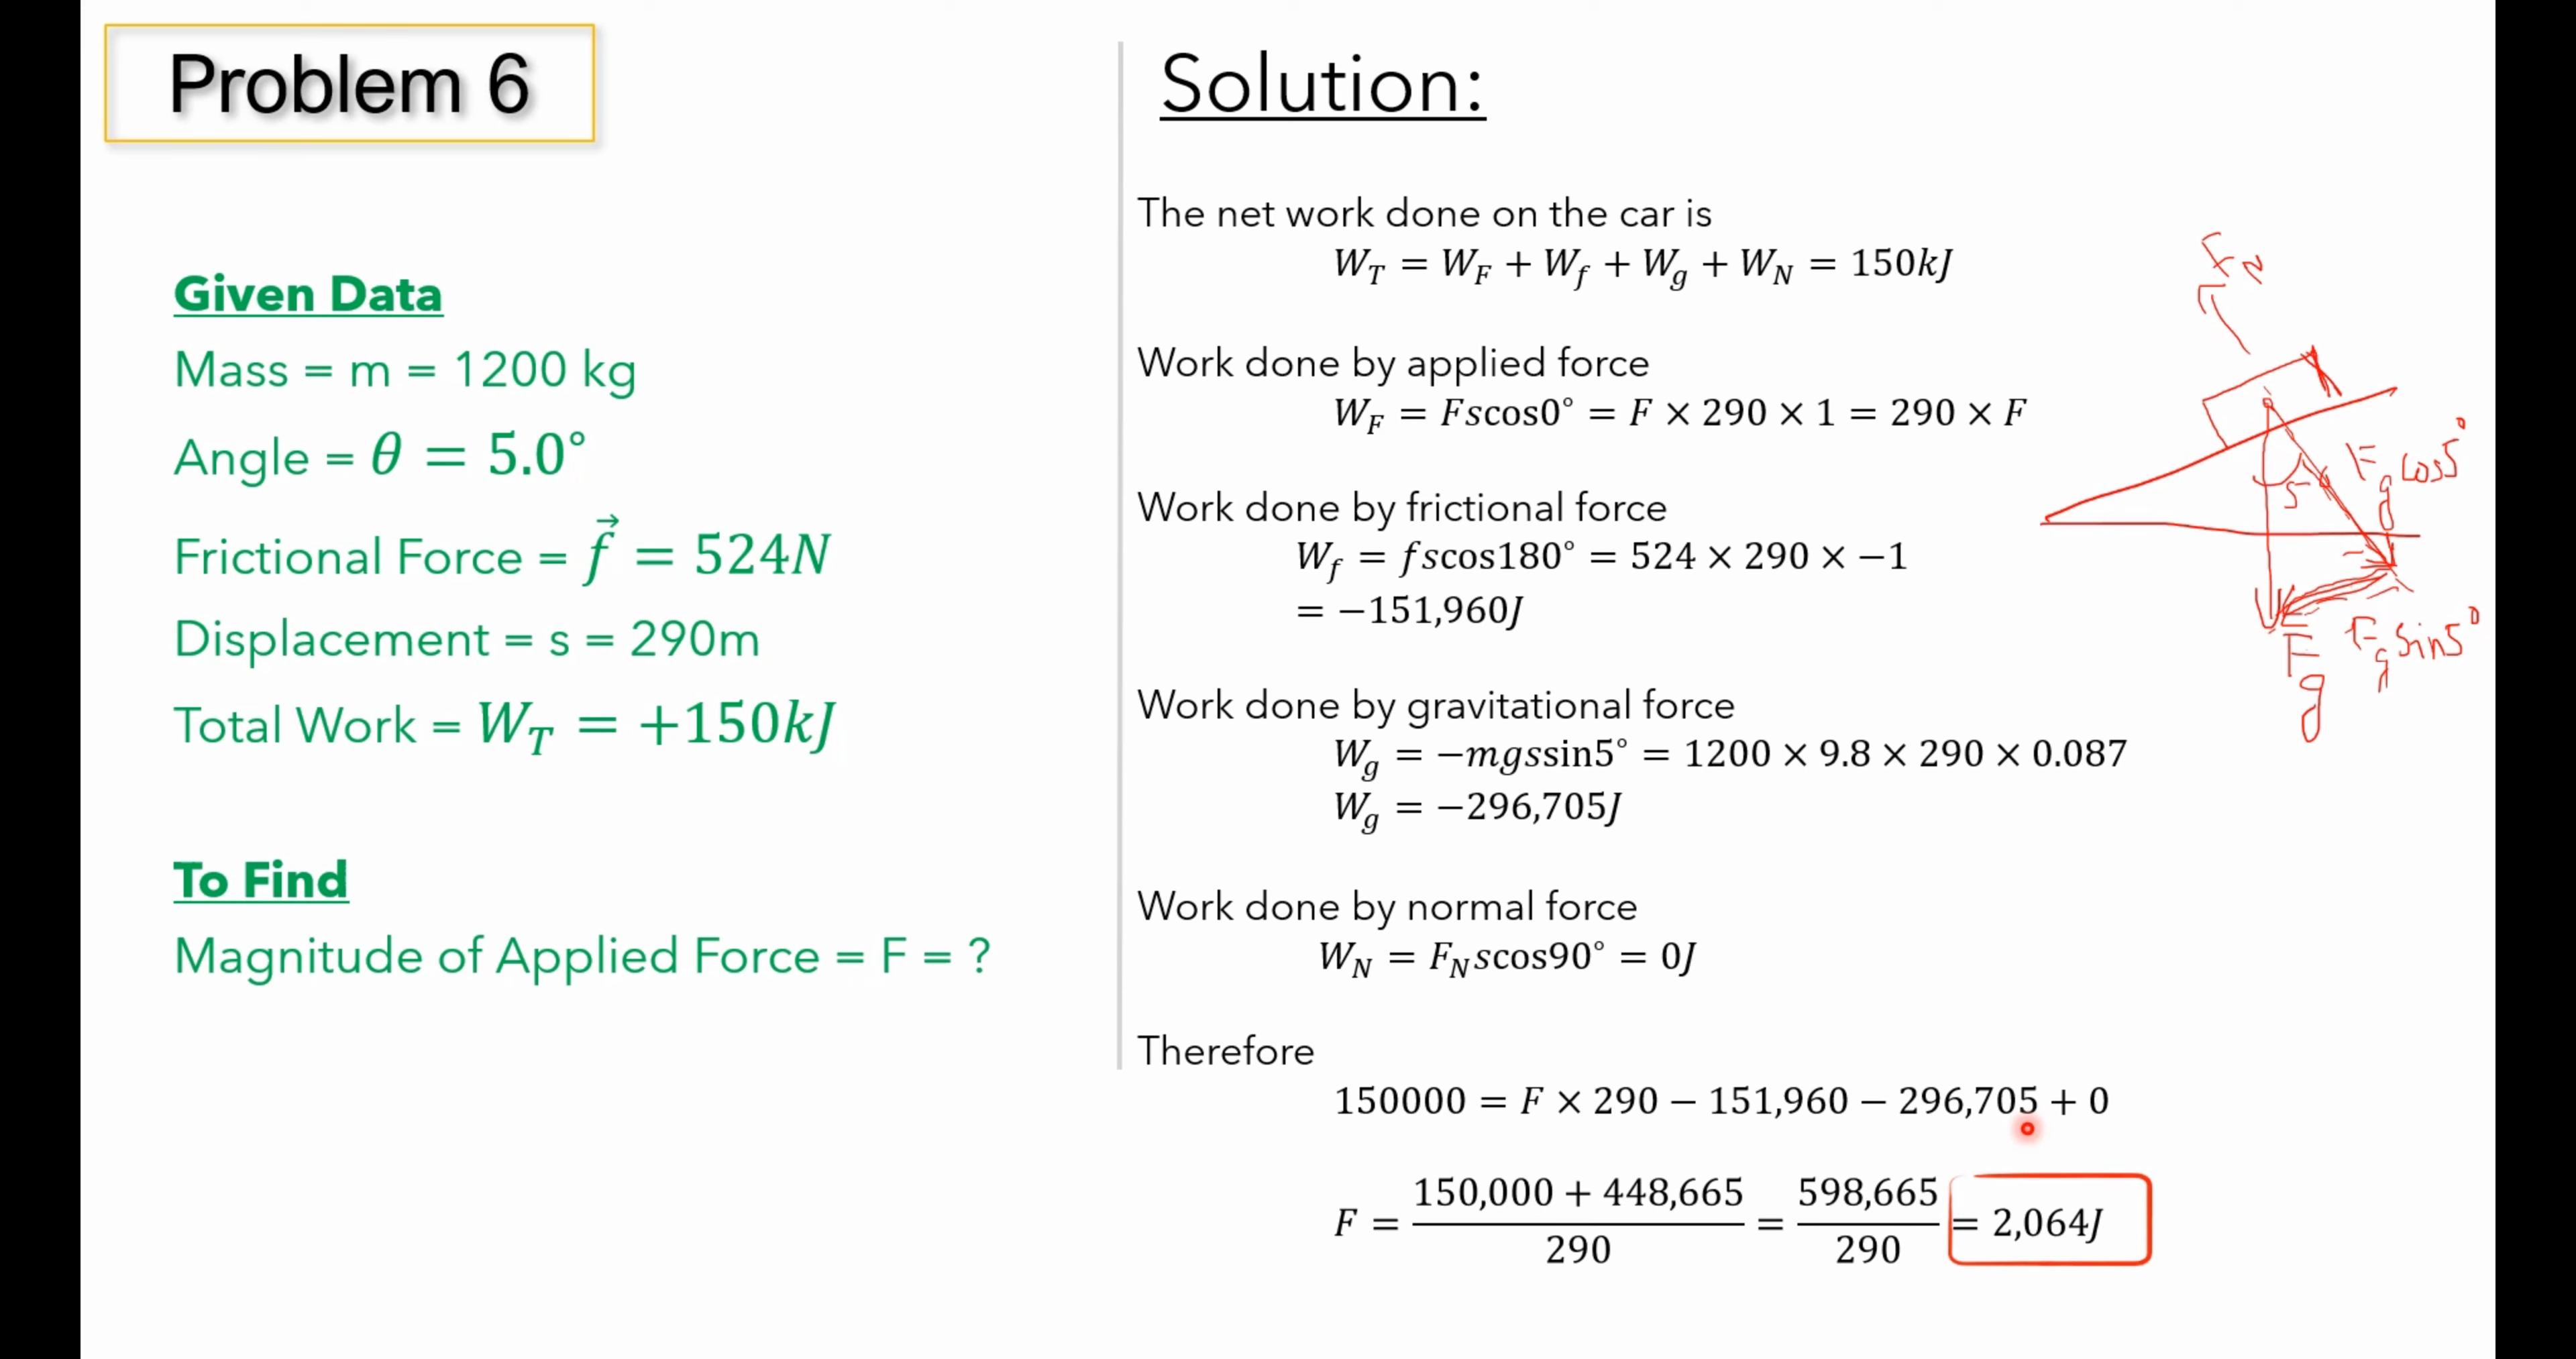 Problem 6
Given Data
Mass = m = 1200 kg
Angle = θ = 5.0°
Frictional Force = f⃗ = 524N
Displacement = s = 290m
Total Work = W_T = +150kJ
To Find
Magnitude of Applied Force = F = ?
Solution:
The net work done on the car is
W_T = W_F + W_f + W_g + W_N = 150kJ
Work done by applied force
W_F = Fscos0° = F × 290 × 1 = 290 × F
Work done by frictional force
W_f = fscos180° = 524 × 290 × −1
= −151,960J
Work done by gravitational force
W_g = −mgssin5° = 1200 × 9.8 × 290 × 0.087
W_g = −296,705J
Work done by normal force
W_N = F_Nscos90° = 0J
Therefore
150000 = F × 290 − 151,960 − 296,705 + 0
F = (150,000 + 448,665)/290 = 598,665/290 = 2,064J
F_N
F_g cos5°
5
F_g sin5°
F_g